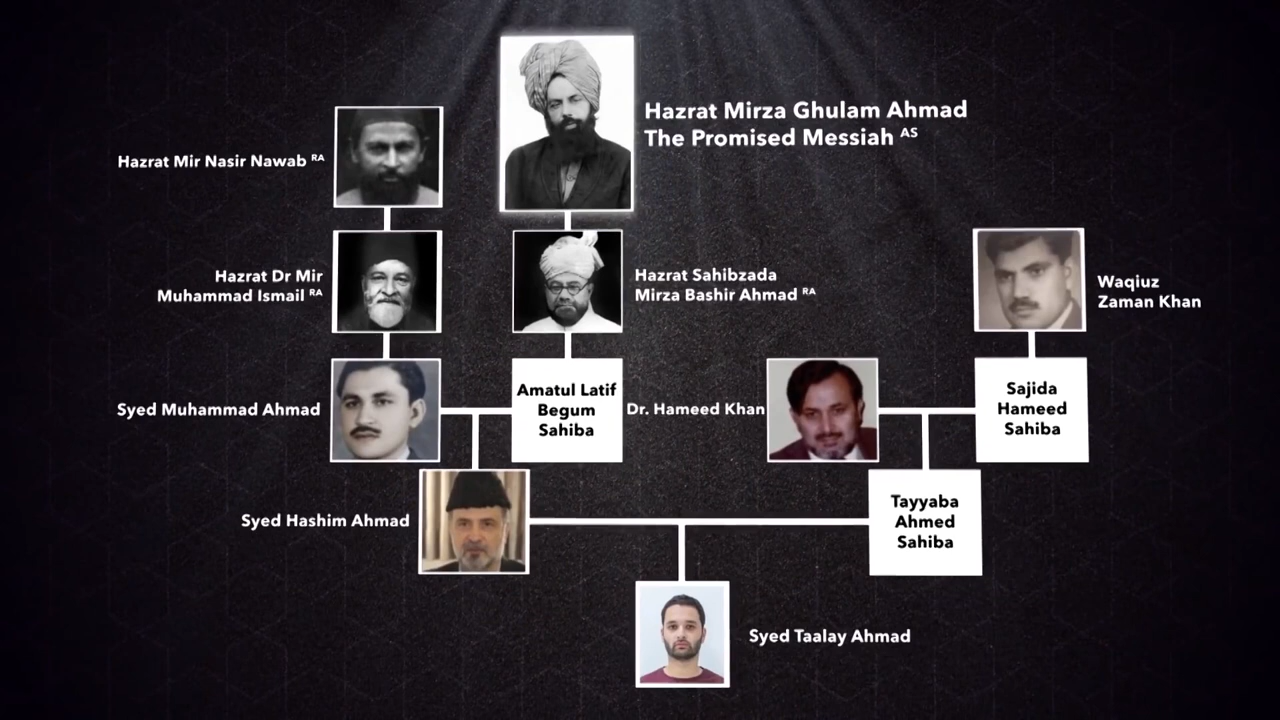 Hazrat Mirza Ghulam Ahmad
The Promised Messiah AS
Hazrat Mir Nasir Nawab RA
Hazrat Dr Mir
Muhammad Ismail RA
Hazrat Sahibzada
Mirza Bashir Ahmad RA
Waqiuz
Zaman Khan
Syed Muhammad Ahmad
Amatul Latif
Begum
Sahiba
Dr. Hameed Khan
Sajida
Hameed
Sahiba
Syed Hashim Ahmad
Tayyaba
Ahmed
Sahiba
Syed Taalay Ahmad